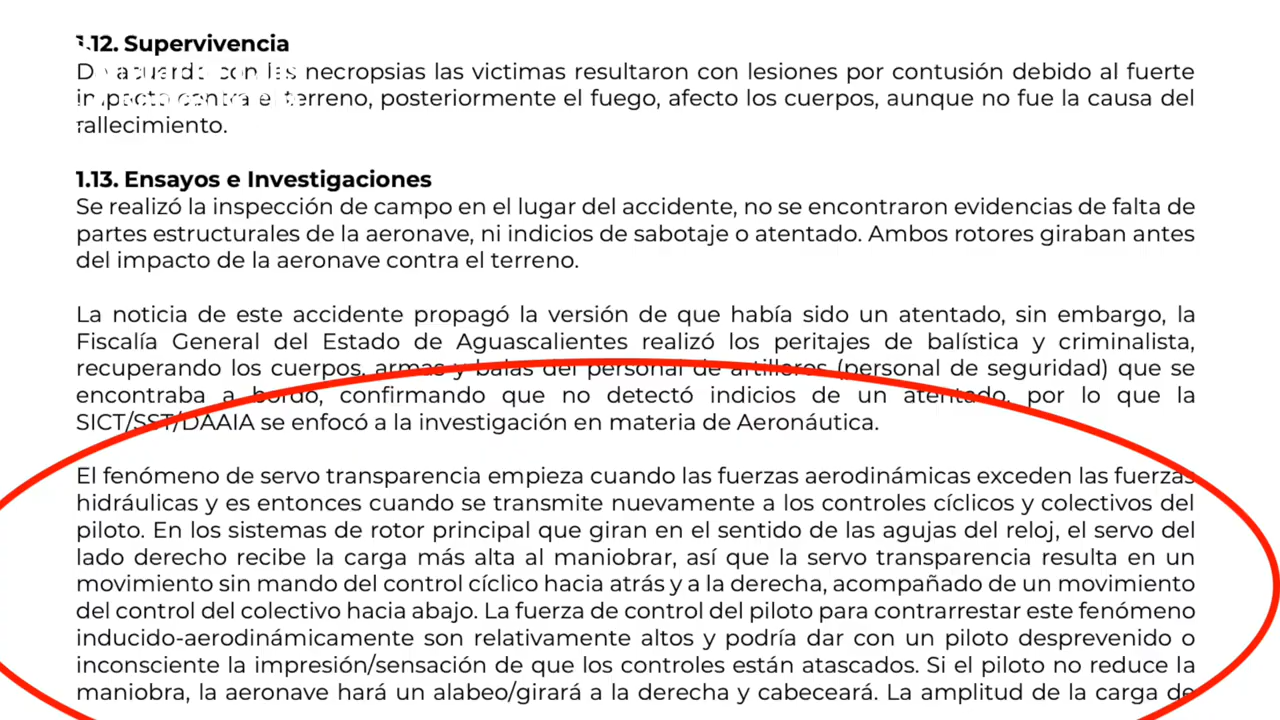 1.12. Supervivencia
De acuerdo con las necropsias las victimas resultaron con lesiones por contusión debido al fuerte
impacto contra el terreno, posteriormente el fuego, afecto los cuerpos, aunque no fue la causa del
fallecimiento.
1.13. Ensayos e Investigaciones
Se realizó la inspección de campo en el lugar del accidente, no se encontraron evidencias de falta de
partes estructurales de la aeronave, ni indicios de sabotaje o atentado. Ambos rotores giraban antes
del impacto de la aeronave contra el terreno.
La noticia de este accidente propagó la versión de que había sido un atentado, sin embargo, la
Fiscalía General del Estado de Aguascalientes realizó los peritajes de balística y criminalista,
recuperando los cuerpos, armas y balas del personal de artilleros (personal de seguridad) que se
encontraba a bordo, confirmando que no detectó indicios de un atentado, por lo que la
SICT/SST/DAAIA se enfocó a la investigación en materia de Aeronáutica.
El fenómeno de servo transparencia empieza cuando las fuerzas aerodinámicas exceden las fuerzas
hidráulicas y es entonces cuando se transmite nuevamente a los controles cíclicos y colectivos del
piloto. En los sistemas de rotor principal que giran en el sentido de las agujas del reloj, el servo del
lado derecho recibe la carga más alta al maniobrar, así que la servo transparencia resulta en un
movimiento sin mando del control cíclico hacia atrás y a la derecha, acompañado de un movimiento
del control del colectivo hacia abajo. La fuerza de control del piloto para contrarrestar este fenómeno
inducido-aerodinámicamente son relativamente altos y podría dar con un piloto desprevenido o
inconsciente la impresión/sensación de que los controles están atascados. Si el piloto no reduce la
maniobra, la aeronave hará un alabeo/girará a la derecha y cabeceará. La amplitud de la carga de